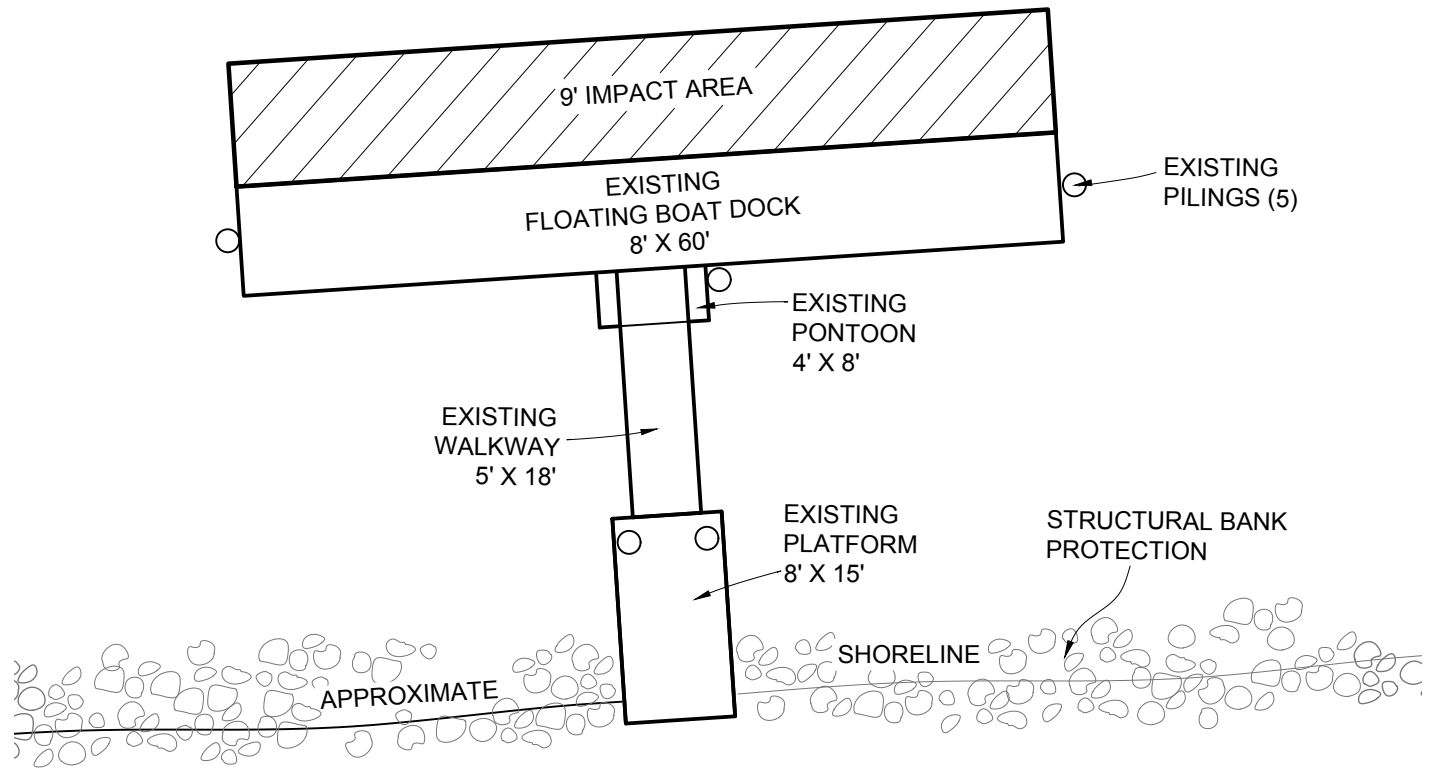 9' IMPACT AREA
EXISTING
FLOATING BOAT DOCK
8' X 60'
EXISTING
PILINGS (5)
EXISTING
PONTOON
4' X 8'
EXISTING
WALKWAY
5' X 18'
EXISTING
PLATFORM
8' X 15'
STRUCTURAL BANK
PROTECTION
APPROXIMATE
SHORELINE